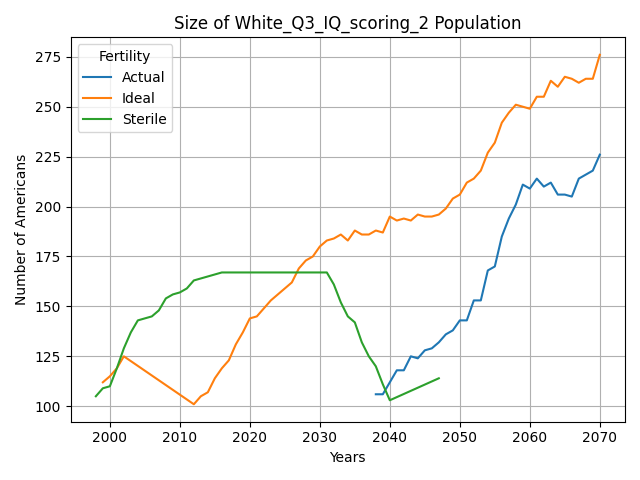 Size of White_Q3_IQ_scoring_2 Population
Fertility
Actual
Ideal
Sterile
Number of Americans
275
250
225
200
175
150
125
100
2000 2010 2020 2030 2040 2050 2060 2070
Years